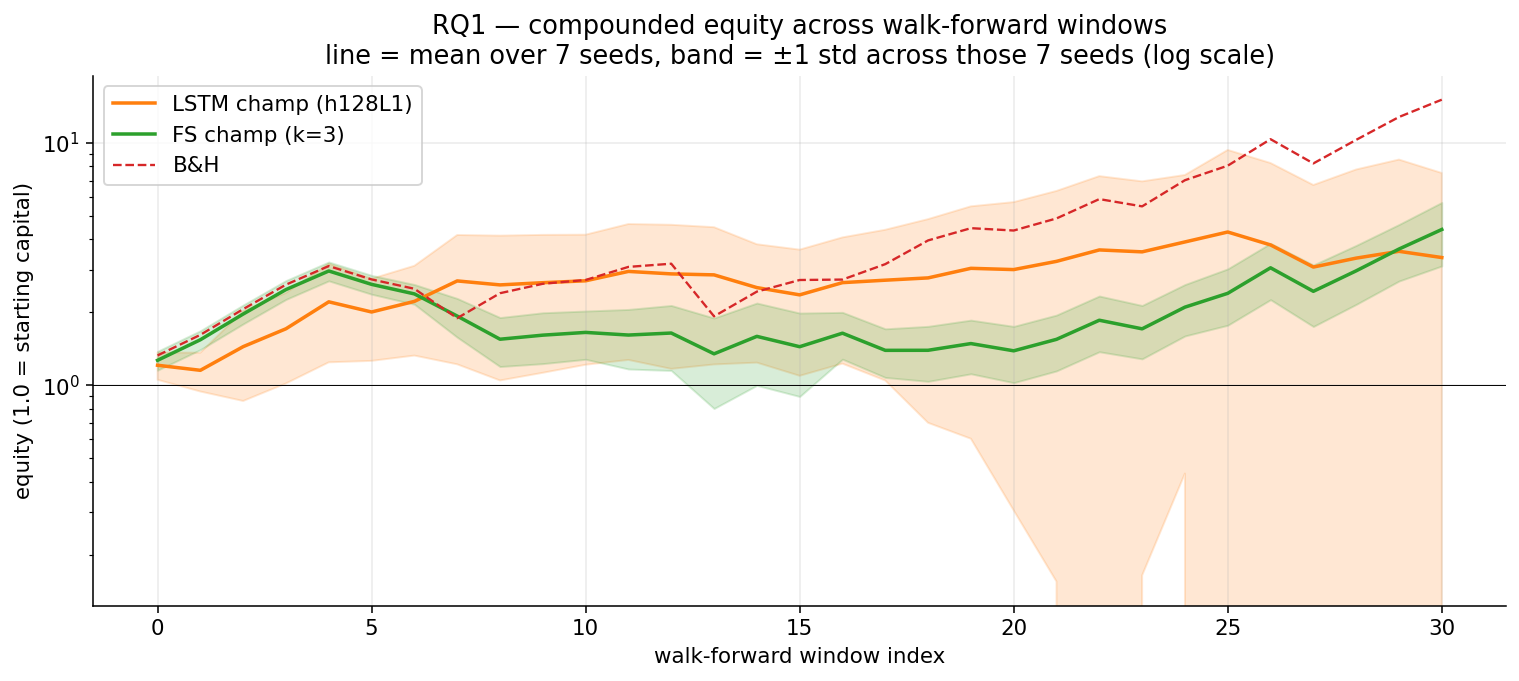 RQ1 — compounded equity across walk-forward windows
line = mean over 7 seeds, band = ±1 std across those 7 seeds (log scale)
LSTM champ (h128L1)
FS champ (k=3)
B&H
equity (1.0 = starting capital)
10¹
10⁰
0 5 10 15 20 25 30
walk-forward window index